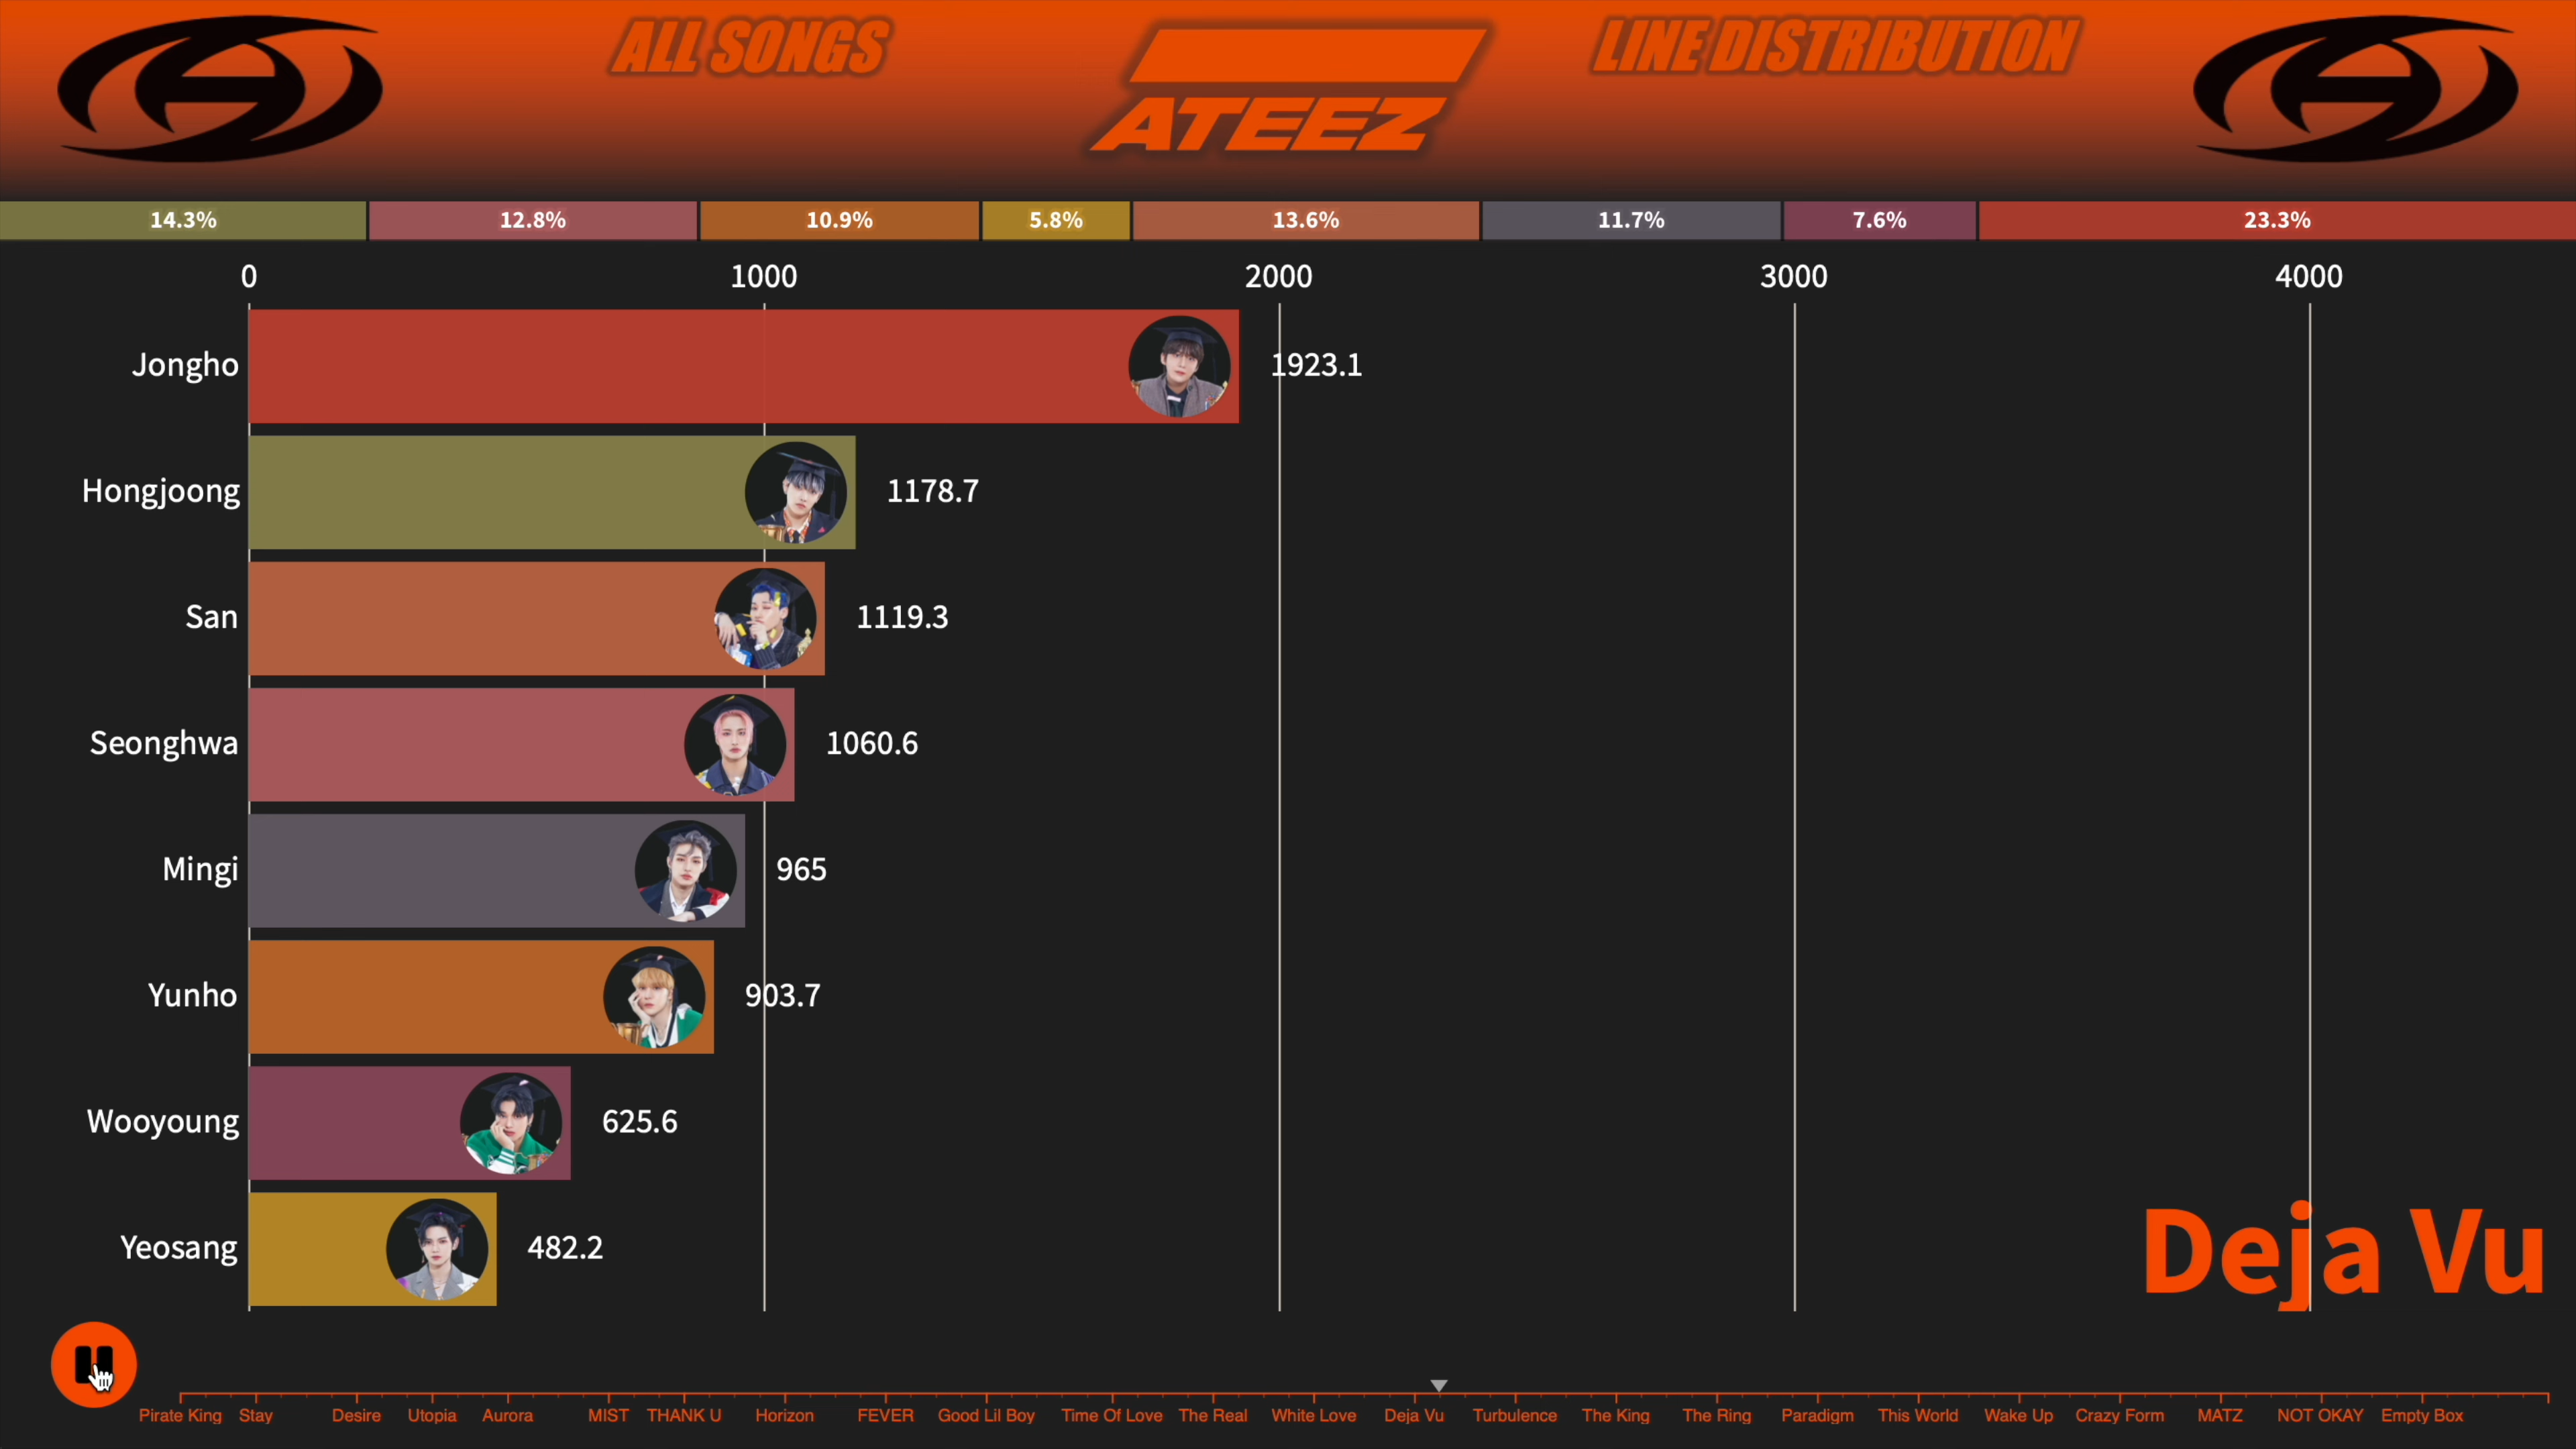 ALL SONGS
ATEEZ
LINE DISTRIBUTION
14.3% 12.8% 10.9% 5.8% 13.6% 11.7% 7.6% 23.3%
0 1000 2000 3000 4000
Jongho 1923.1
Hongjoong 1178.7
San 1119.3
Seonghwa 1060.6
Mingi 965
Yunho 903.7
Wooyoung 625.6
Yeosang 482.2
Deja Vu
Pirate King Stay Desire Utopia Aurora MIST THANK U Horizon FEVER Good Lil Boy Time Of Love The Real White Love Deja Vu Turbulence The King The Ring Paradigm This World Wake Up Crazy Form MATZ NOT OKAY Empty Box